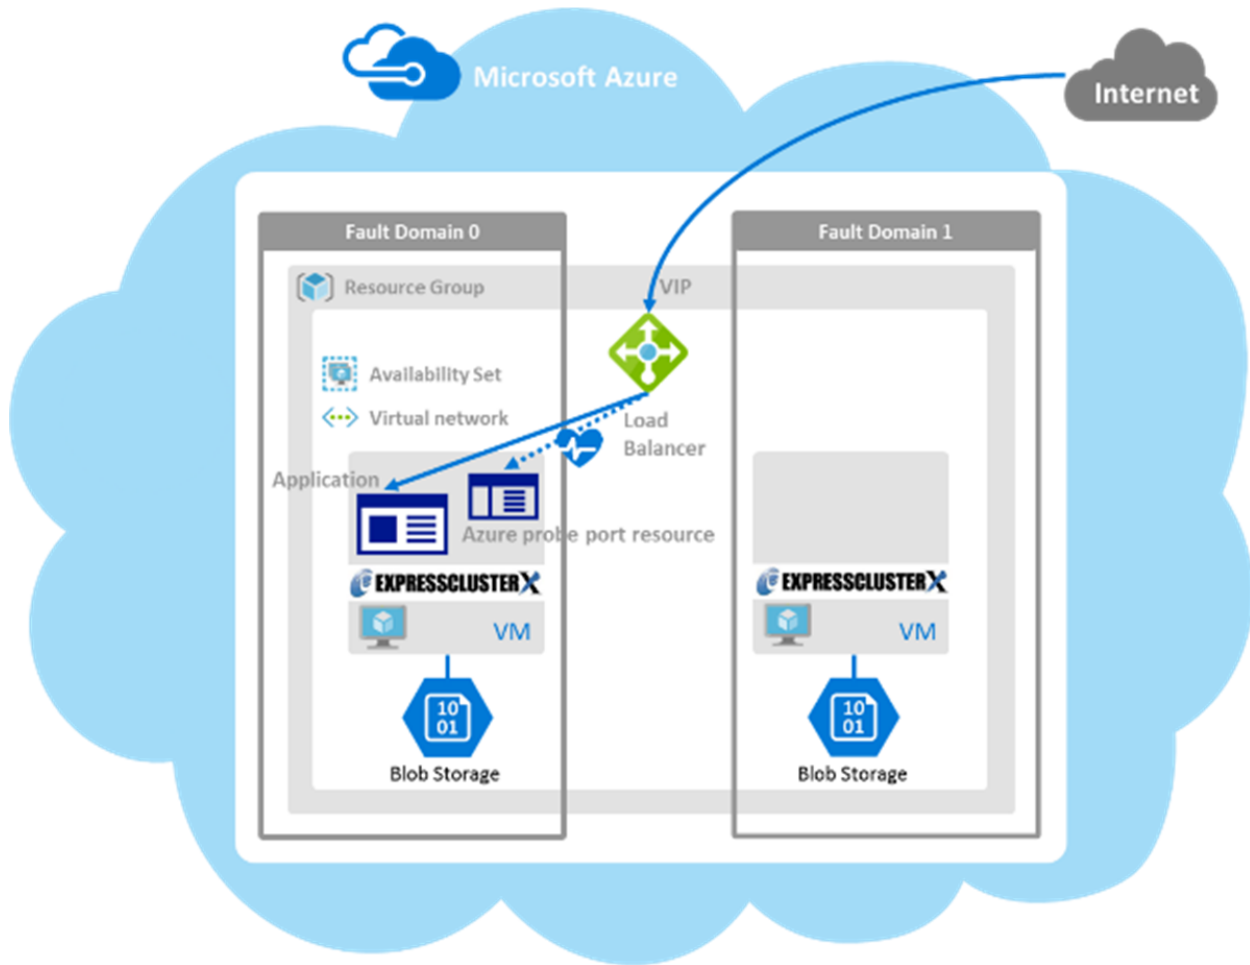 Microsoft Azure
Internet
Fault Domain 0
Fault Domain 1
Resource Group
VIP
Availability Set
Virtual network
Load
Balancer
Application
Azure probe port resource
EXPRESSCLUSTER X
EXPRESSCLUSTER X
VM
VM
10
01
10
01
Blob Storage
Blob Storage